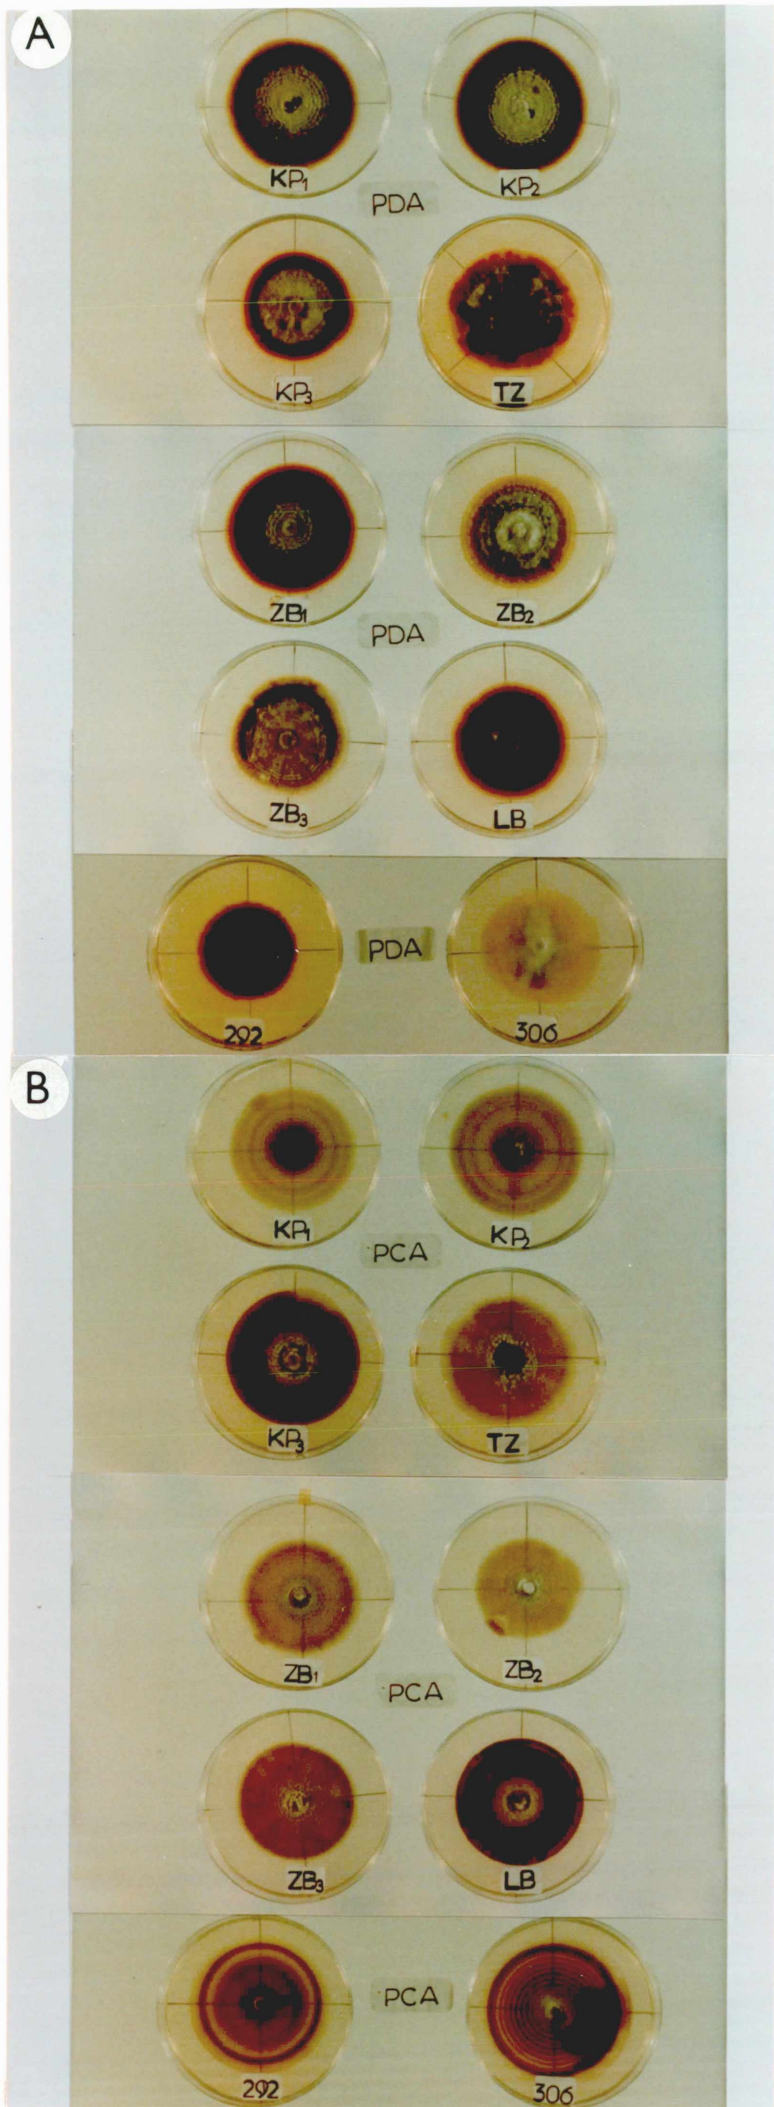 A
KP₁ KP₂
PDA
KP₃ TZ
ZB₁ ZB₂
PDA
ZB₃ LB
PDA
292 306
B
KP₁ KP₂
PCA
KP₃ TZ
ZB₁ ZB₂
PCA
ZB₃ LB
PCA
292 306